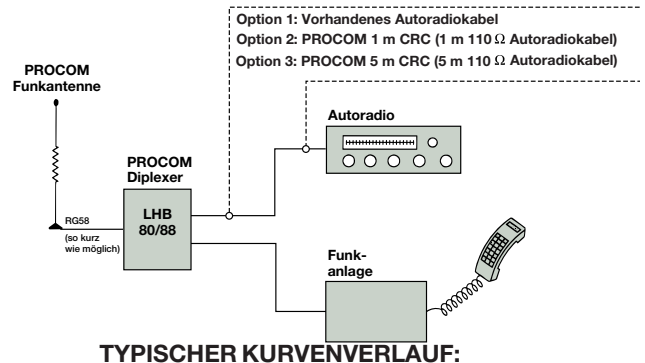 Option 1: Vorhandenes Autoradiokabel
Option 2: PROCOM 1 m CRC (1 m 110 Ω Autoradiokabel)
Option 3: PROCOM 5 m CRC (5 m 110 Ω Autoradiokabel)
PROCOM
Funkantenne
Autoradio
PROCOM
Diplexer
LHB
80/88
RG58
(so kurz
wie möglich)
Funk-
anlage
TYPISCHER KURVENVERLAUF: